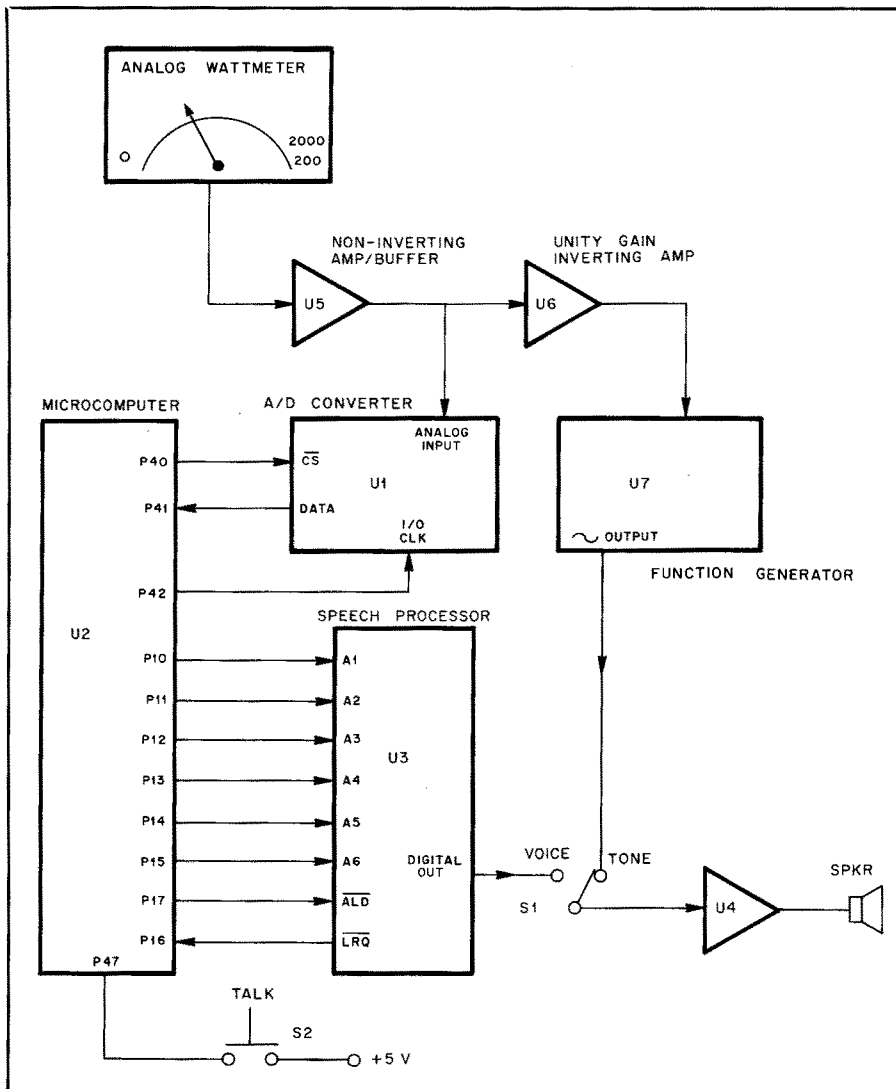 ANALOG WATTMETER
2000
200
NON-INVERTING
AMP/BUFFER
UNITY GAIN
INVERTING AMP
U5
U6
MICROCOMPUTER
A/D CONVERTER
ANALOG
INPUT
P40
CS
U1
U7
P41
DATA
I/O
CLK
OUTPUT
FUNCTION GENERATOR
P42
U2
SPEECH PROCESSOR
P10
A1
P11
A2
P12
A3
U3
P13
A4
P14
A5
P15
A6
DIGITAL
OUT
VOICE
TONE
SPKR
P17
ALD
S1
U4
P16
LRQ
P47
TALK
S2
+5 V